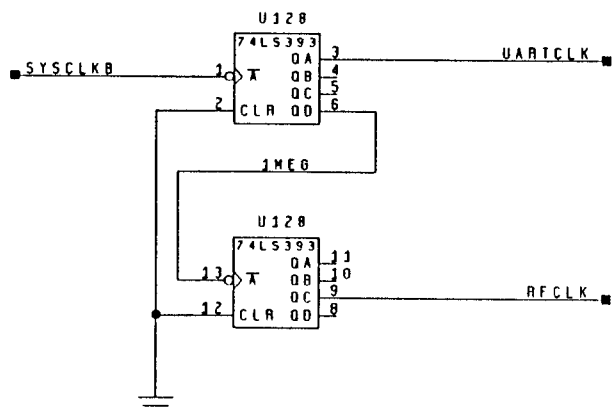 U128
74LS393
SYSCLKB 1 A QA 3 UARTCLK
QB 4
QC 5
2 CLR QD 6
1MEG
U128
74LS393
QA 11
13 A QB 10
QC 9 RFCLK
12 CLR QD 8